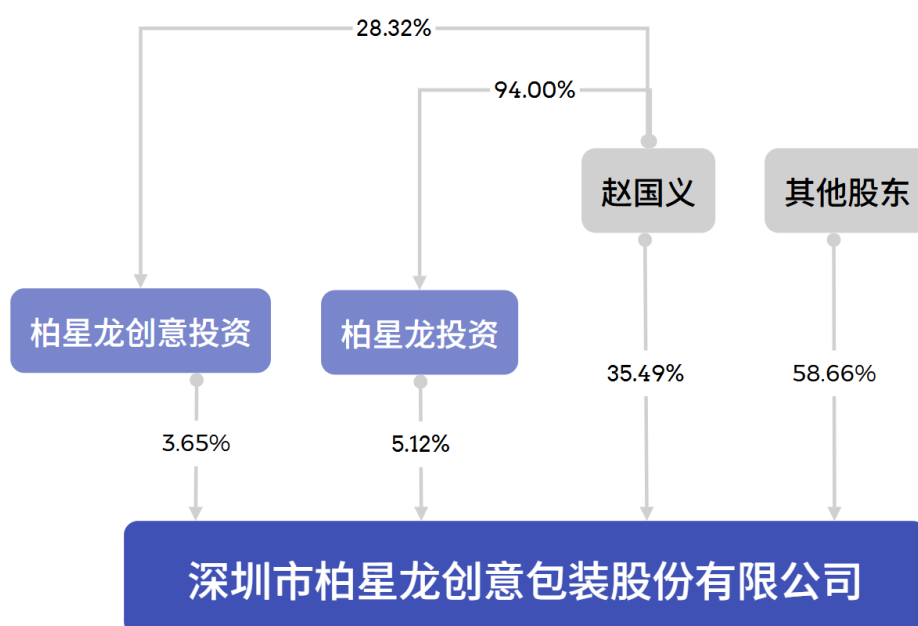 28.32%
94.00%
赵国义
其他股东
柏星龙创意投资
柏星龙投资
35.49%
58.66%
3.65%
5.12%
深圳市柏星龙创意包装股份有限公司